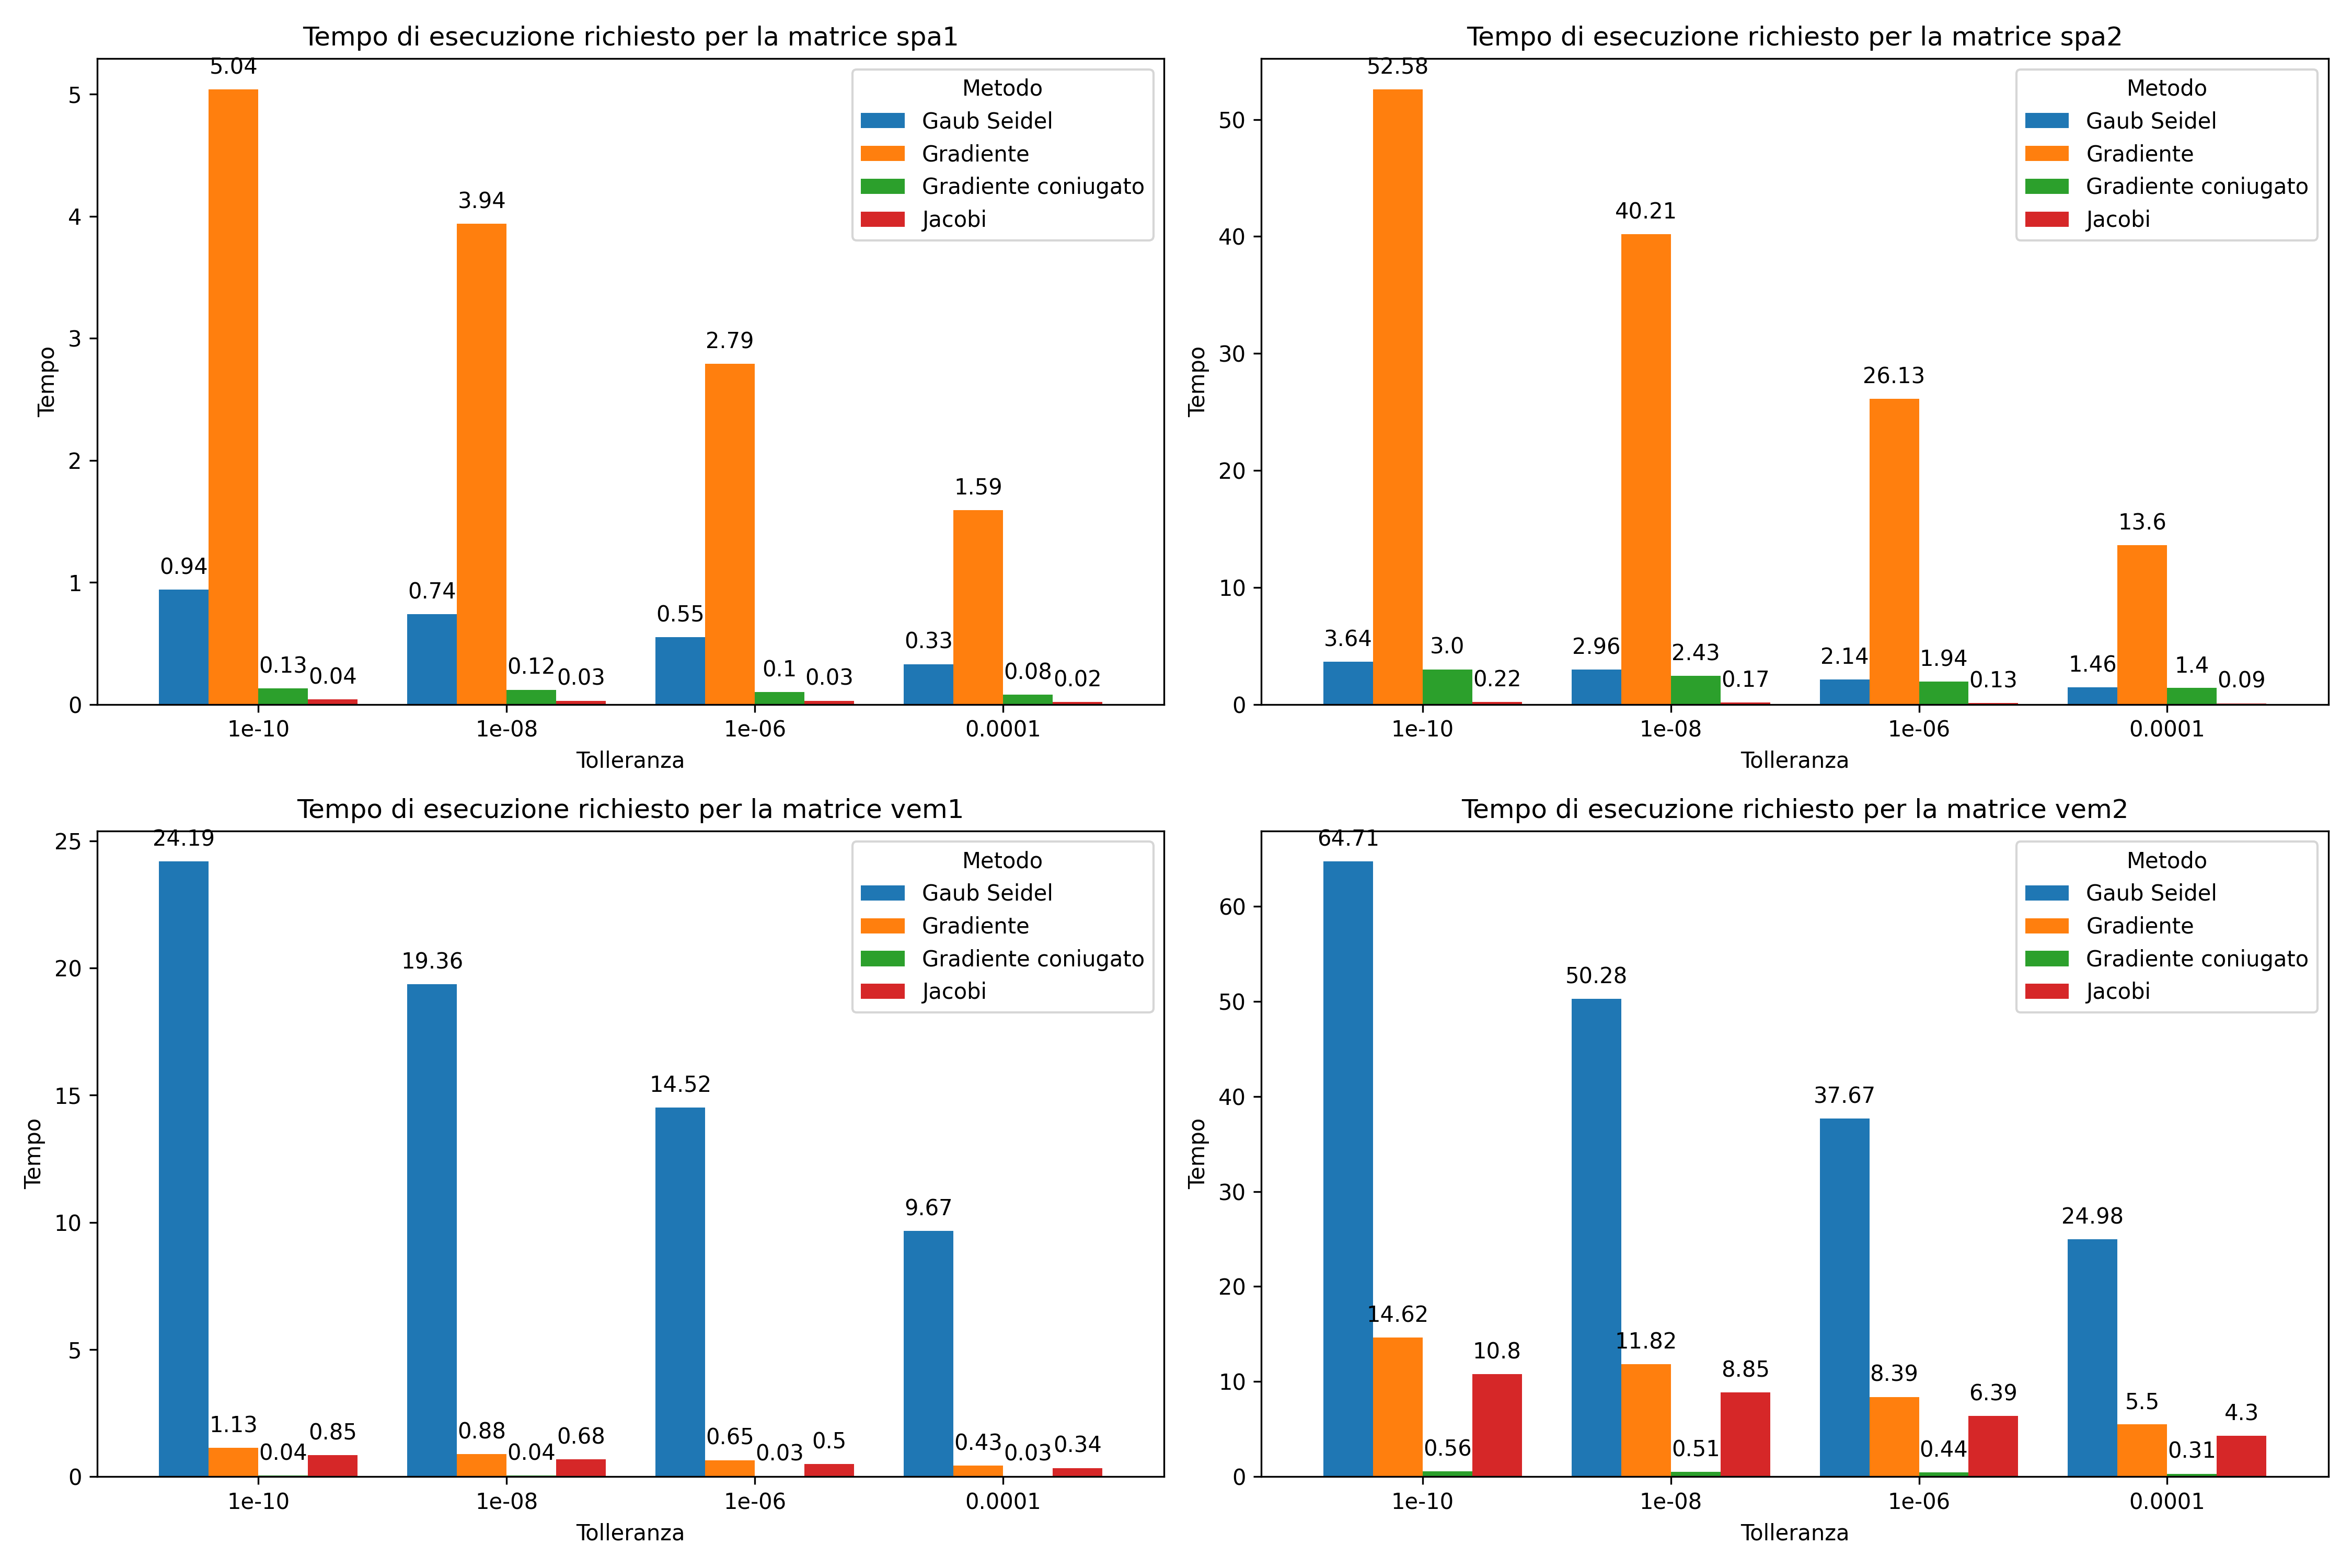 Tempo di esecuzione richiesto per la matrice spa1
5.04
3.94
2.79
1.59
0.94
0.74
0.55
0.33
0.13
0.04
0.12
0.03
0.1
0.03
0.08
0.02
Metodo
Gaub Seidel
Gradiente
Gradiente coniugato
Jacobi
Tempo
5
4
3
2
1
0
1e-10
1e-08
1e-06
0.0001
Tolleranza
Tempo di esecuzione richiesto per la matrice spa2
52.58
40.21
26.13
13.6
3.64
3.0
0.22
2.96
2.43
0.17
2.14
1.94
0.13
1.46
1.4
0.09
Metodo
Gaub Seidel
Gradiente
Gradiente coniugato
Jacobi
Tempo
50
40
30
20
10
0
1e-10
1e-08
1e-06
0.0001
Tolleranza
Tempo di esecuzione richiesto per la matrice vem1
24.19
19.36
14.52
9.67
1.13
0.04
0.85
0.88
0.04
0.68
0.65
0.03
0.5
0.43
0.03
0.34
Metodo
Gaub Seidel
Gradiente
Gradiente coniugato
Jacobi
Tempo
25
20
15
10
5
0
1e-10
1e-08
1e-06
0.0001
Tolleranza
Tempo di esecuzione richiesto per la matrice vem2
64.71
50.28
37.67
24.98
14.62
0.56
10.8
11.82
0.51
8.85
8.39
0.44
6.39
5.5
0.31
4.3
Metodo
Gaub Seidel
Gradiente
Gradiente coniugato
Jacobi
Tempo
60
50
40
30
20
10
0
1e-10
1e-08
1e-06
0.0001
Tolleranza